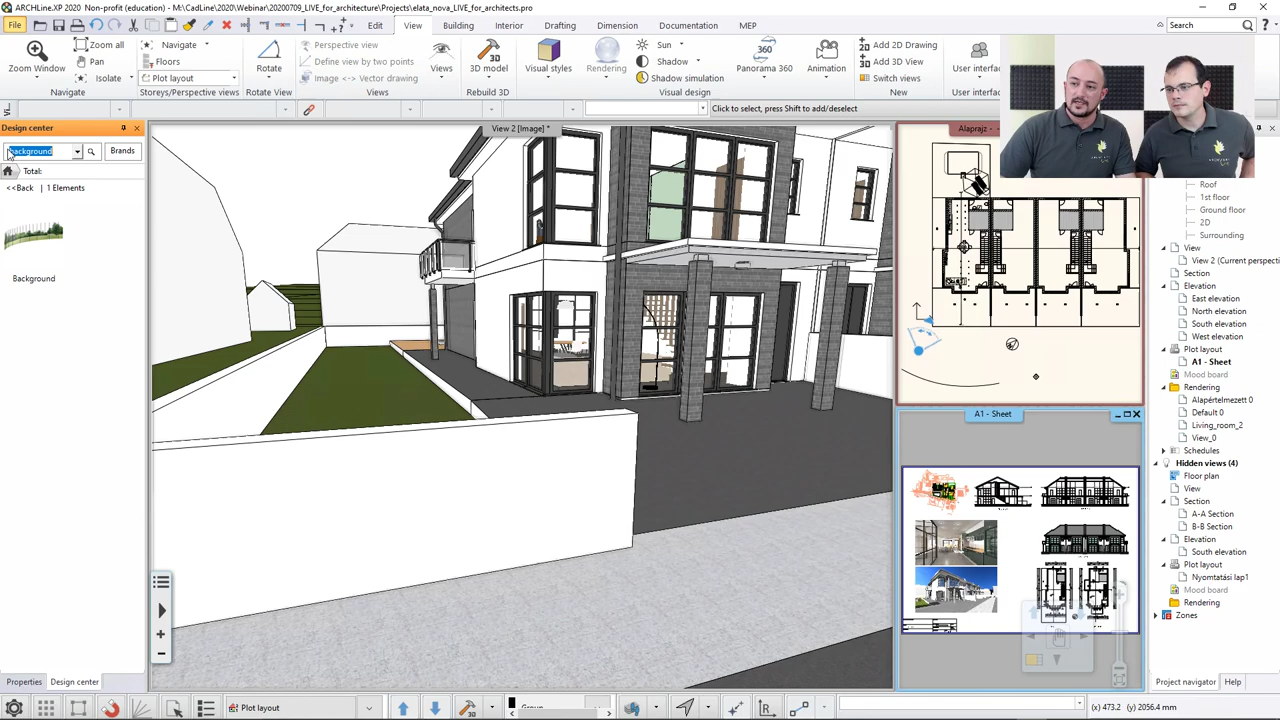 ARCHLine.XP 2020 Non-profit (education) - M:\CadLine\Webinar\20200709_LIVE_for_architecture\Projects\elata_nova_LIVE_for_architects.pro
File Edit View Building Interior Drafting Dimension Documentation MEP Search
Zoom Window
Zoom all
Pan
Isolate
Navigate
Floors
Plot layout
Rotate
Perspective view
Define view by two points
Image <-> Vector drawing
Views
3D model
Visual styles
Rendering
Sun
Shadow
Shadow simulation
Panorama 360
Animation
Add 2D Drawing
Add 3D View
Switch views
User interface
Navigate Storeys/Perspective views Rotate View Views Rebuild 3D Visual design New User interface
Click to select, press Shift to add/deselect
Design center
background Brands
Total:
<<Back | 1 Elements
Background
View 2 [Image] *
Alaprajz -
A1 - Sheet
Roof
1st floor
Ground floor
2D
Surrounding
View
View 2 (Current perspecti
Section
Elevation
East elevation
North elevation
South elevation
West elevation
Plot layout
A1 - Sheet
Mood board
Rendering
Alapértelmezett 0
Default 0
Living_room_2
View_0
Schedules
Hidden views (4)
Floor plan
View
Section
A-A Section
B-B Section
Elevation
South elevation
Plot layout
Nyomtatási lap1
Mood board
Rendering
Zones
Properties Design center
Project navigator Help
Plot layout
Group
(x) 473.2 (y) 2056.4 mm